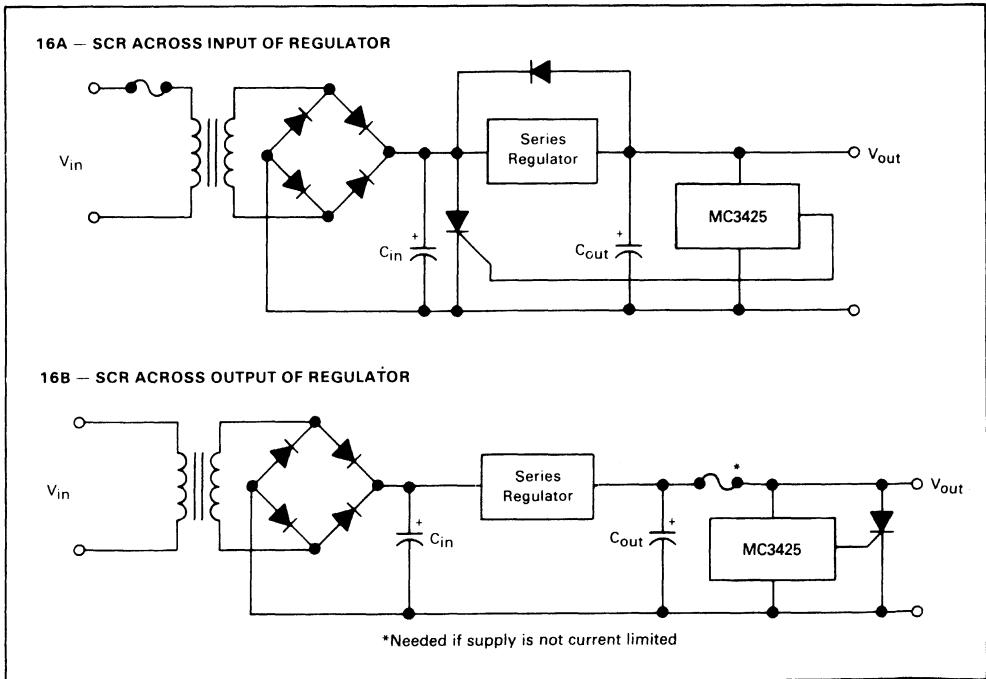 16A — SCR ACROSS INPUT OF REGULATOR
Vin
Series
Regulator
Vout
MC3425
+
Cin
+
Cout
16B — SCR ACROSS OUTPUT OF REGULATOR
Vin
Series
Regulator
*
Vout
+
Cin
+
Cout
MC3425
*Needed if supply is not current limited